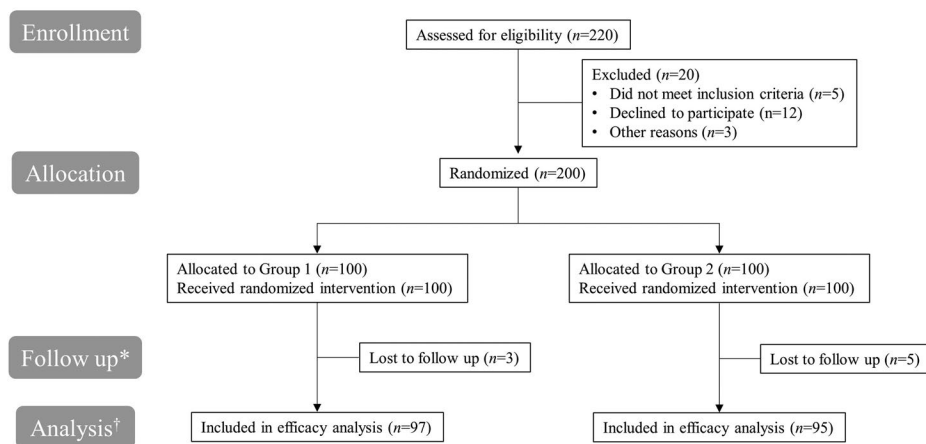 Enrollment
Assessed for eligibility (n=220)
Excluded (n=20)
• Did not meet inclusion criteria (n=5)
• Declined to participate (n=12)
• Other reasons (n=3)
Allocation
Randomized (n=200)
Allocated to Group 1 (n=100)
Received randomized intervention (n=100)
Allocated to Group 2 (n=100)
Received randomized intervention (n=100)
Follow up*
Lost to follow up (n=3)
Lost to follow up (n=5)
Analysis†
Included in efficacy analysis (n=97)
Included in efficacy analysis (n=95)